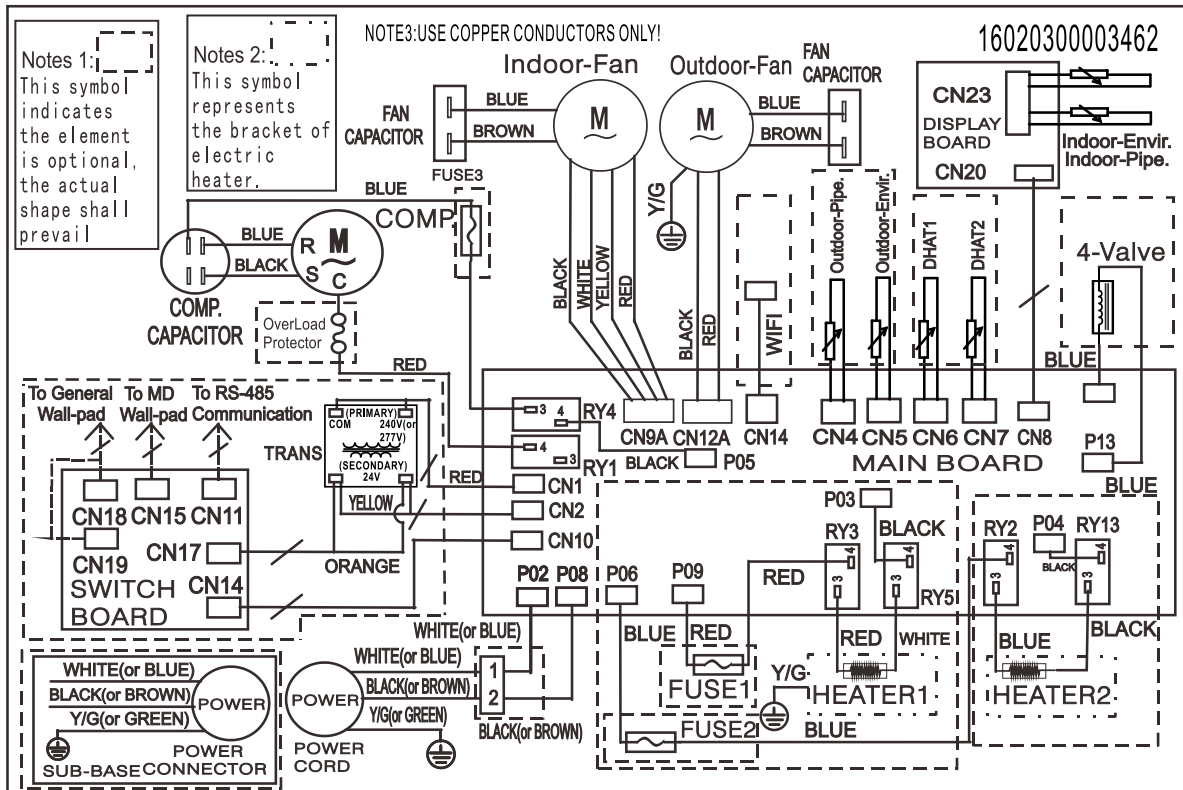 Notes 1:
This symbol
indicates
the element
is optional,
the actual
shape shall
prevail
Notes 2:
This symbol
represents
the bracket of
electric
heater.
NOTE3:USE COPPER CONDUCTORS ONLY!
16020300003462
Indoor-Fan
Outdoor-Fan
FAN
CAPACITOR
BLUE
BROWN
M
FAN
CAPACITOR
BLUE
BROWN
M
Y/G
CN23
DISPLAY
BOARD
CN20
Indoor-Envir.
Indoor-Pipe.
FUSE3
BLUE
COMP.
BLUE
BLACK
R
S
C
M
COMP.
CAPACITOR
OverLoad
Protector
RED
BLACK
WHITE
YELLOW
RED
BLACK
RED
WIFI
Outdoor-Pipe.
Outdoor-Envir.
DHAT1
DHAT2
4-Valve
BLUE
To General
Wall-pad
To MD
Wall-pad
To RS-485
Communication
TRANS
(PRIMARY)
COM
240V(or
277V)
(SECONDARY)
24V
RED
YELLOW
ORANGE
3
4
RY4
4
3
RY1
BLACK
P05
CN9A
CN12A
CN14
CN4
CN5
CN6
CN7
CN8
P13
BLUE
MAIN BOARD
CN1
CN2
CN10
CN18
CN15
CN11
CN19
CN17
CN14
SWITCH
BOARD
P02
P08
P06
P09
P03
BLACK
RY3
4
3
4
3
RY5
RED
RY2
4
3
P04
BLACK
RY13
4
3
WHITE(or BLUE)
BLUE
RED
FUSE1
FUSE2
RED
WHITE
Y/G
HEATER1
BLUE
BLUE
BLACK
HEATER2
WHITE(or BLUE)
BLACK(or BROWN)
Y/G(or GREEN)
POWER
SUB-BASE
POWER
CONNECTOR
POWER
WHITE(or BLUE)
BLACK(or BROWN)
Y/G(or GREEN)
POWER
CORD
1
2
BLACK(or BROWN)